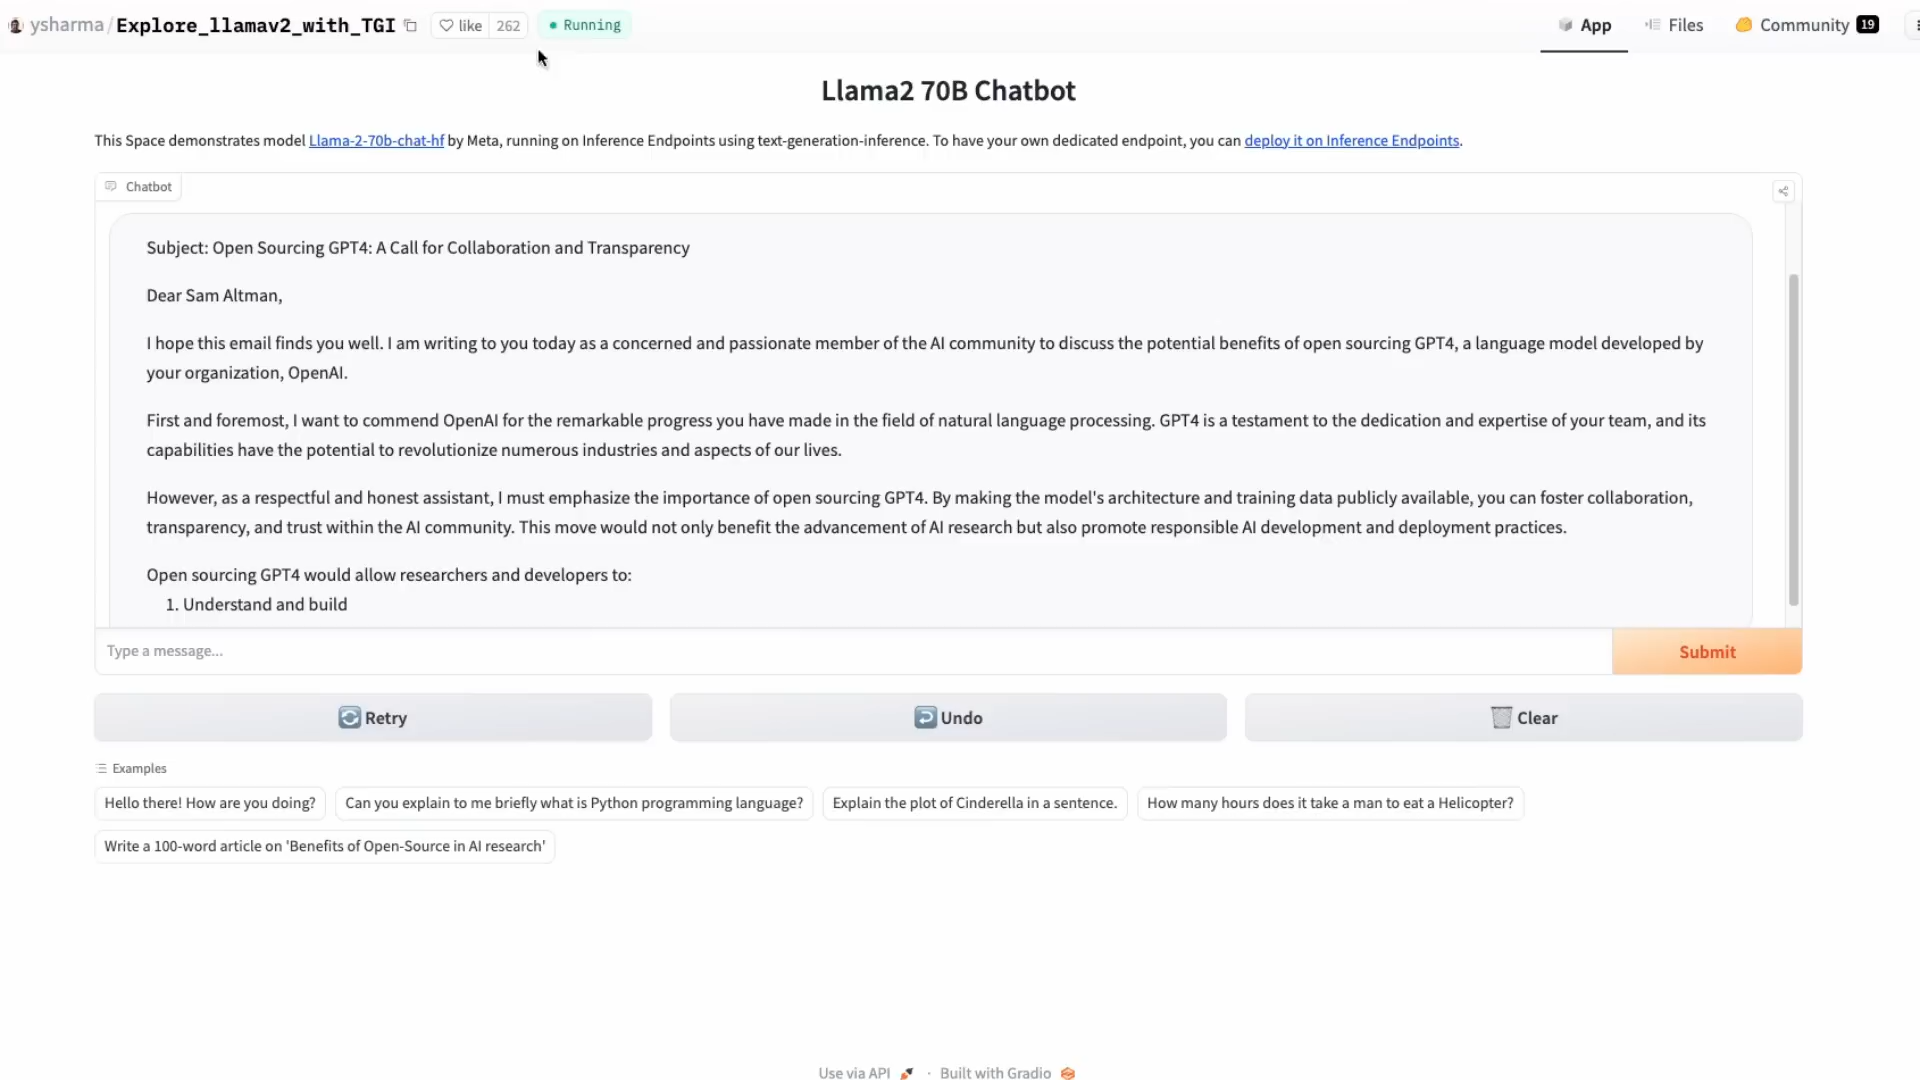 ysharma/Explore_llamav2_with_TGI like 262 Running App Files Community 19
Llama2 70B Chatbot
This Space demonstrates model Llama-2-70b-chat-hf by Meta, running on Inference Endpoints using text-generation-inference. To have your own dedicated endpoint, you can deploy it on Inference Endpoints.
Chatbot
Subject: Open Sourcing GPT4: A Call for Collaboration and Transparency
Dear Sam Altman,
I hope this email finds you well. I am writing to you today as a concerned and passionate member of the AI community to discuss the potential benefits of open sourcing GPT4, a language model developed by
your organization, OpenAI.
First and foremost, I want to commend OpenAI for the remarkable progress you have made in the field of natural language processing. GPT4 is a testament to the dedication and expertise of your team, and its
capabilities have the potential to revolutionize numerous industries and aspects of our lives.
However, as a respectful and honest assistant, I must emphasize the importance of open sourcing GPT4. By making the model's architecture and training data publicly available, you can foster collaboration,
transparency, and trust within the AI community. This move would not only benefit the advancement of AI research but also promote responsible AI development and deployment practices.
Open sourcing GPT4 would allow researchers and developers to:
1. Understand and build
Type a message...
Submit
Retry
Undo
Clear
Examples
Hello there! How are you doing?
Can you explain to me briefly what is Python programming language?
Explain the plot of Cinderella in a sentence.
How many hours does it take a man to eat a Helicopter?
Write a 100-word article on 'Benefits of Open-Source in AI research'
Use via API · Built with Gradio